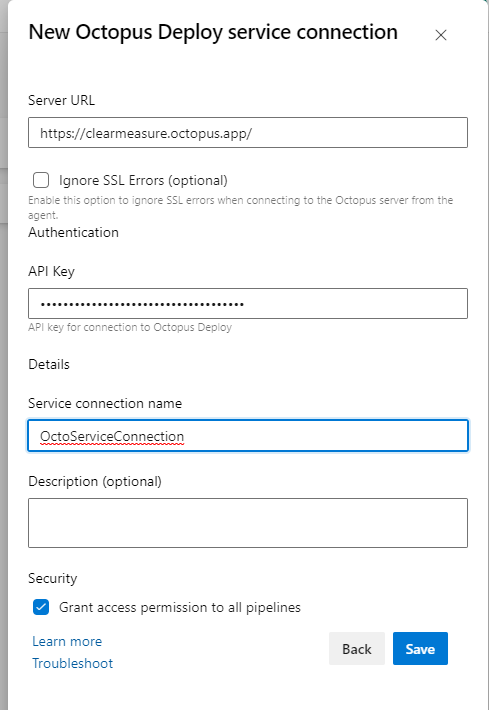 New Octopus Deploy service connection
Server URL
https://clearmeasure.octopus.app/
Ignore SSL Errors (optional)
Enable this option to ignore SSL errors when connecting to the Octopus server from the
agent.
Authentication
API Key
••••••••••••••••••••••••••••••••••••
API key for connection to Octopus Deploy
Details
Service connection name
OctoServiceConnection
Description (optional)
Security
Grant access permission to all pipelines
Learn more
Troubleshoot
Back
Save